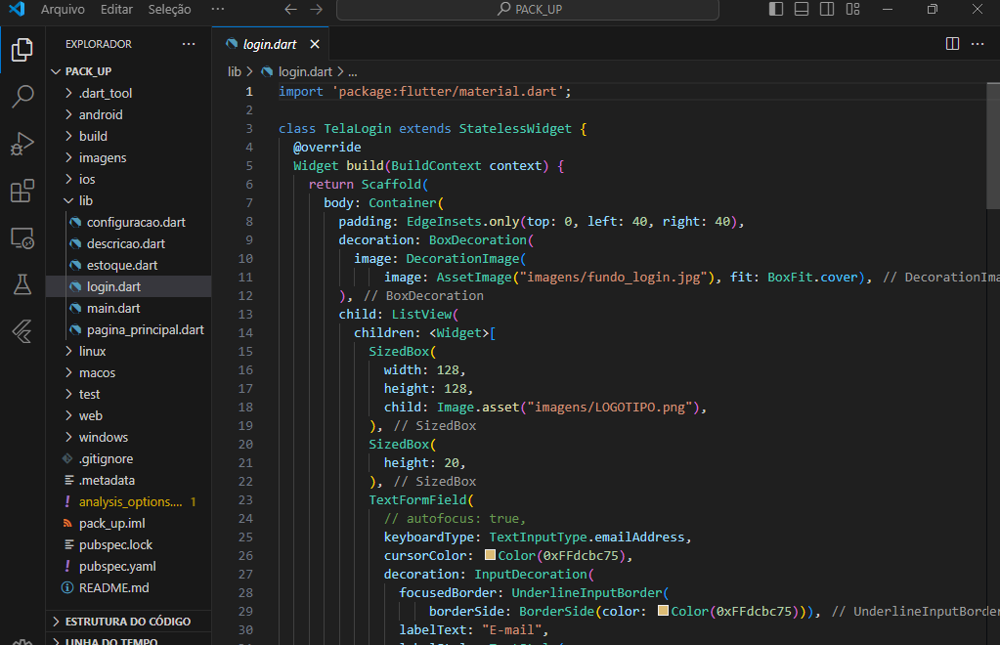 Arquivo Editar Seleção ··· PACK_UP
EXPLORADOR ···
PACK_UP
.dart_tool
android
build
imagens
ios
lib
configuracao.dart
descricao.dart
estoque.dart
login.dart
main.dart
pagina_principal.dart
linux
macos
test
web
windows
.gitignore
.metadata
analysis_options.... 1
pack_up.iml
pubspec.lock
pubspec.yaml
README.md
ESTRUTURA DO CÓDIGO
LINHA DO TEMPO
login.dart
lib > login.dart > ...
1 import 'package:flutter/material.dart';
2
3 class TelaLogin extends StatelessWidget {
4 @override
5 Widget build(BuildContext context) {
6 return Scaffold(
7 body: Container(
8 padding: EdgeInsets.only(top: 0, left: 40, right: 40),
9 decoration: BoxDecoration(
10 image: DecorationImage(
11 image: AssetImage("imagens/fundo_login.jpg"), fit: BoxFit.cover), // DecorationIma
12 ), // BoxDecoration
13 child: ListView(
14 children: <Widget>[
15 SizedBox(
16 width: 128,
17 height: 128,
18 child: Image.asset("imagens/LOGOTIPO.png"),
19 ), // SizedBox
20 SizedBox(
21 height: 20,
22 ), // SizedBox
23 TextFormField(
24 // autofocus: true,
25 keyboardType: TextInputType.emailAddress,
26 cursorColor: Color(0xFFdcbc75),
27 decoration: InputDecoration(
28 focusedBorder: UnderlineInputBorder(
29 borderSide: BorderSide(color: Color(0xFFdcbc75))), // UnderlineInputBorder
30 labelText: "E-mail",